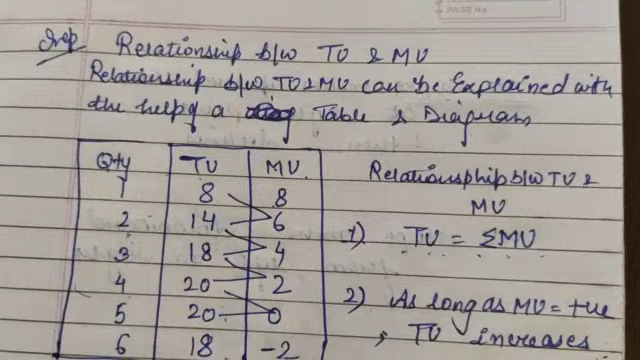 Imp Relationship b/w TU & MU
Relationship b/w TU & MU can be Explained with
the help of a Table & Diagram
Qty TU MU
1 8 8
2 14 6
3 18 4
4 20 2
5 20 0
6 18 -2
Relationship b/w TU &
MU
1) TU = ΣMU
2) As long as MU = +ve
, TU increases